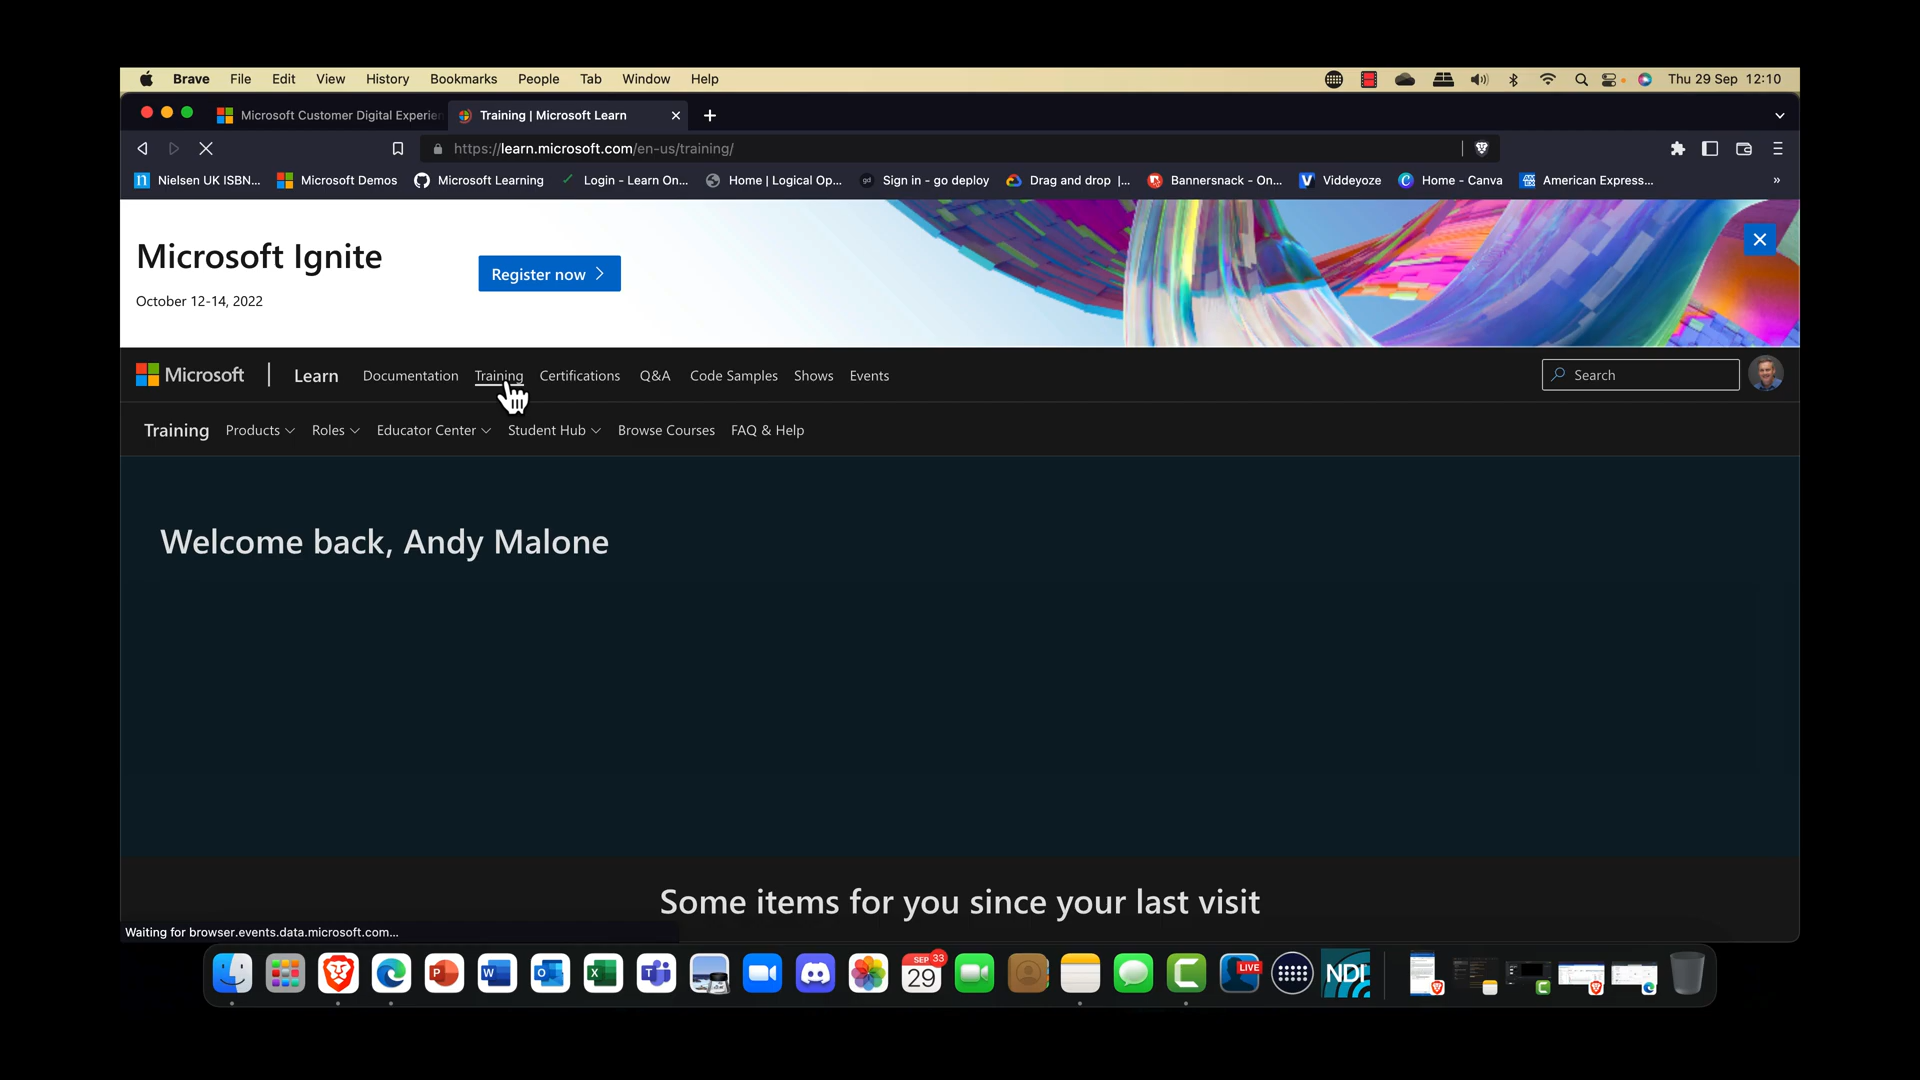 Brave File Edit View History Bookmarks People Tab Window Help Thu 29 Sep 12:10
Microsoft Customer Digital Experien Training | Microsoft Learn
https://learn.microsoft.com/en-us/training/
Nielsen UK ISBN... Microsoft Demos Microsoft Learning Login - Learn On... Home | Logical Op... gd Sign in - go deploy Drag and drop |... Bannersnack - On... Viddeyoze Home - Canva American Express... »
Microsoft Ignite
Register now
October 12-14, 2022
Microsoft | Learn Documentation Training Certifications Q&A Code Samples Shows Events Search
Training Products Roles Educator Center Student Hub Browse Courses FAQ & Help
Welcome back, Andy Malone
Some items for you since your last visit
Waiting for browser.events.data.microsoft.com...
SEP 33
29
LIVE
NDI